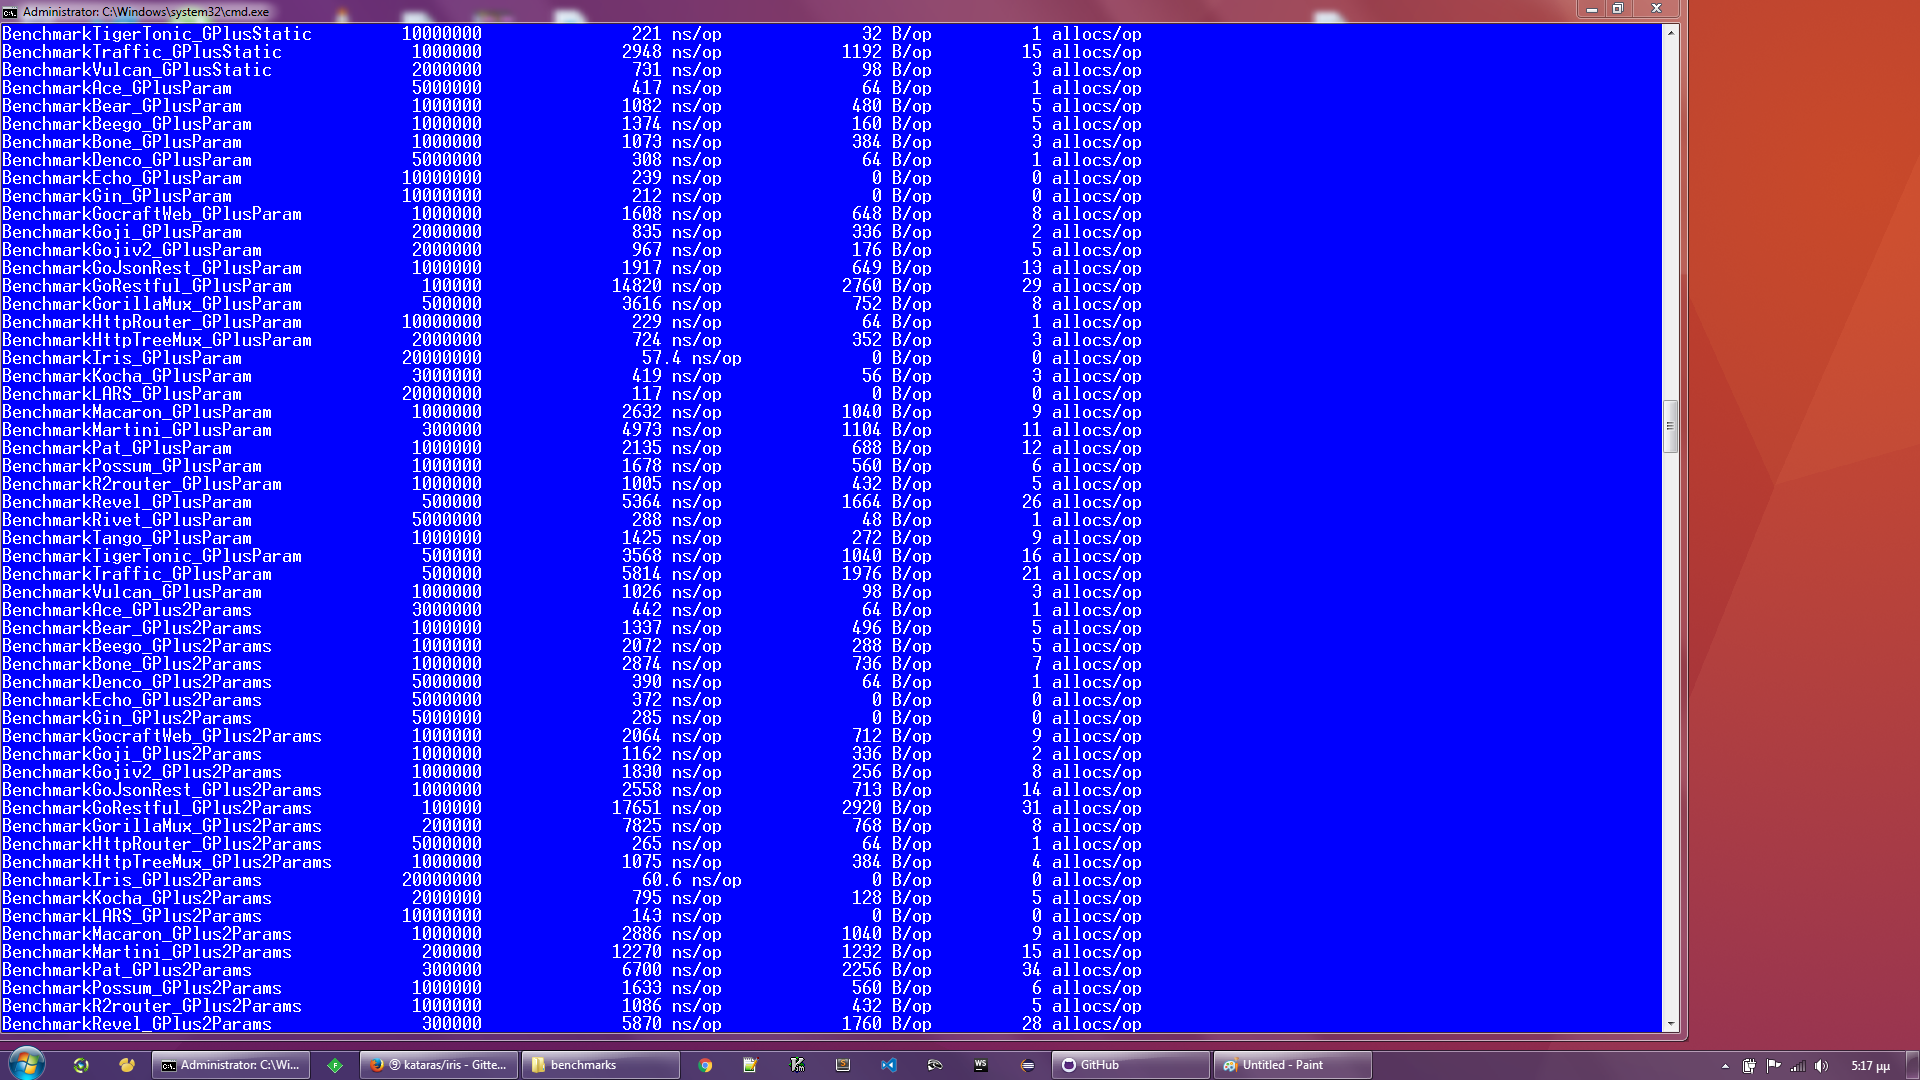 Administrator: C:\Windows\system32\cmd.exe
BenchmarkTigerTonic_GPlusStatic 10000000 221 ns/op 32 B/op 1 allocs/op
BenchmarkTraffic_GPlusStatic 1000000 2948 ns/op 1192 B/op 15 allocs/op
BenchmarkVulcan_GPlusStatic 2000000 731 ns/op 98 B/op 3 allocs/op
BenchmarkAce_GPlusParam 5000000 417 ns/op 64 B/op 1 allocs/op
BenchmarkBear_GPlusParam 1000000 1082 ns/op 480 B/op 5 allocs/op
BenchmarkBeego_GPlusParam 1000000 1374 ns/op 160 B/op 5 allocs/op
BenchmarkBone_GPlusParam 1000000 1073 ns/op 384 B/op 3 allocs/op
BenchmarkDenco_GPlusParam 5000000 308 ns/op 64 B/op 1 allocs/op
BenchmarkEcho_GPlusParam 10000000 239 ns/op 0 B/op 0 allocs/op
BenchmarkGin_GPlusParam 10000000 212 ns/op 0 B/op 0 allocs/op
BenchmarkGocraftWeb_GPlusParam 1000000 1608 ns/op 648 B/op 8 allocs/op
BenchmarkGoji_GPlusParam 2000000 835 ns/op 336 B/op 2 allocs/op
BenchmarkGojiv2_GPlusParam 2000000 967 ns/op 176 B/op 5 allocs/op
BenchmarkGoJsonRest_GPlusParam 1000000 1917 ns/op 649 B/op 13 allocs/op
BenchmarkGoRestful_GPlusParam 100000 14820 ns/op 2760 B/op 29 allocs/op
BenchmarkGorillaMux_GPlusParam 500000 3616 ns/op 752 B/op 8 allocs/op
BenchmarkHttpRouter_GPlusParam 10000000 229 ns/op 64 B/op 1 allocs/op
BenchmarkHttpTreeMux_GPlusParam 2000000 724 ns/op 352 B/op 3 allocs/op
BenchmarkIris_GPlusParam 20000000 57.4 ns/op 0 B/op 0 allocs/op
BenchmarkKocha_GPlusParam 3000000 419 ns/op 56 B/op 3 allocs/op
BenchmarkLARS_GPlusParam 20000000 117 ns/op 0 B/op 0 allocs/op
BenchmarkMacaron_GPlusParam 1000000 2632 ns/op 1040 B/op 9 allocs/op
BenchmarkMartini_GPlusParam 300000 4973 ns/op 1104 B/op 11 allocs/op
BenchmarkPat_GPlusParam 1000000 2135 ns/op 688 B/op 12 allocs/op
BenchmarkPossum_GPlusParam 1000000 1678 ns/op 560 B/op 6 allocs/op
BenchmarkR2router_GPlusParam 1000000 1005 ns/op 432 B/op 5 allocs/op
BenchmarkRevel_GPlusParam 500000 5364 ns/op 1664 B/op 26 allocs/op
BenchmarkRivet_GPlusParam 5000000 288 ns/op 48 B/op 1 allocs/op
BenchmarkTango_GPlusParam 1000000 1425 ns/op 272 B/op 9 allocs/op
BenchmarkTigerTonic_GPlusParam 500000 3568 ns/op 1040 B/op 16 allocs/op
BenchmarkTraffic_GPlusParam 500000 5814 ns/op 1976 B/op 21 allocs/op
BenchmarkVulcan_GPlusParam 1000000 1026 ns/op 98 B/op 3 allocs/op
BenchmarkAce_GPlus2Params 3000000 442 ns/op 64 B/op 1 allocs/op
BenchmarkBear_GPlus2Params 1000000 1337 ns/op 496 B/op 5 allocs/op
BenchmarkBeego_GPlus2Params 1000000 2072 ns/op 288 B/op 5 allocs/op
BenchmarkBone_GPlus2Params 1000000 2874 ns/op 736 B/op 7 allocs/op
BenchmarkDenco_GPlus2Params 5000000 390 ns/op 64 B/op 1 allocs/op
BenchmarkEcho_GPlus2Params 5000000 372 ns/op 0 B/op 0 allocs/op
BenchmarkGin_GPlus2Params 5000000 285 ns/op 0 B/op 0 allocs/op
BenchmarkGocraftWeb_GPlus2Params 1000000 2064 ns/op 712 B/op 9 allocs/op
BenchmarkGoji_GPlus2Params 1000000 1162 ns/op 336 B/op 2 allocs/op
BenchmarkGojiv2_GPlus2Params 1000000 1830 ns/op 256 B/op 8 allocs/op
BenchmarkGoJsonRest_GPlus2Params 1000000 2558 ns/op 713 B/op 14 allocs/op
BenchmarkGoRestful_GPlus2Params 100000 17651 ns/op 2920 B/op 31 allocs/op
BenchmarkGorillaMux_GPlus2Params 200000 7825 ns/op 768 B/op 8 allocs/op
BenchmarkHttpRouter_GPlus2Params 5000000 265 ns/op 64 B/op 1 allocs/op
BenchmarkHttpTreeMux_GPlus2Params 1000000 1075 ns/op 384 B/op 4 allocs/op
BenchmarkIris_GPlus2Params 20000000 60.6 ns/op 0 B/op 0 allocs/op
BenchmarkKocha_GPlus2Params 2000000 795 ns/op 128 B/op 5 allocs/op
BenchmarkLARS_GPlus2Params 10000000 143 ns/op 0 B/op 0 allocs/op
BenchmarkMacaron_GPlus2Params 1000000 2886 ns/op 1040 B/op 9 allocs/op
BenchmarkMartini_GPlus2Params 200000 12270 ns/op 1232 B/op 15 allocs/op
BenchmarkPat_GPlus2Params 300000 6700 ns/op 2256 B/op 34 allocs/op
BenchmarkPossum_GPlus2Params 1000000 1633 ns/op 560 B/op 6 allocs/op
BenchmarkR2router_GPlus2Params 1000000 1086 ns/op 432 B/op 5 allocs/op
BenchmarkRevel_GPlus2Params 300000 5870 ns/op 1760 B/op 28 allocs/op
Administrator: C:\Wi... kataras/iris - Gitte... benchmarks WS GitHub Untitled - Paint 5:17 μμ